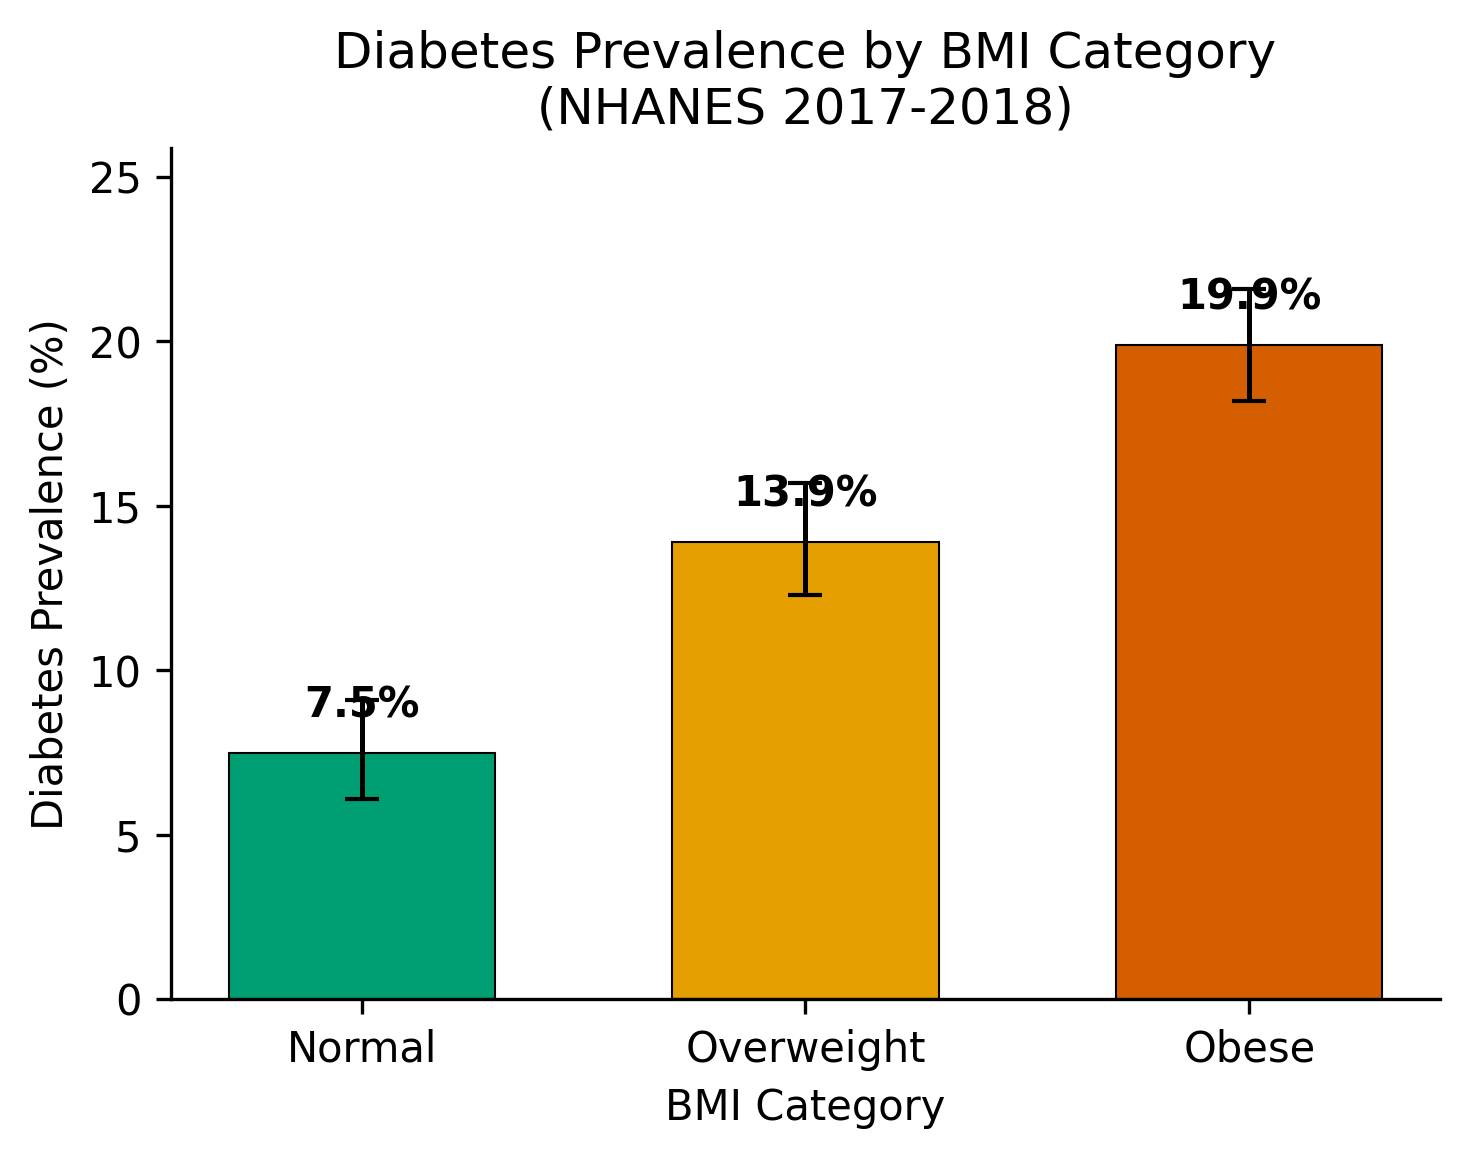 Diabetes Prevalence by BMI Category
(NHANES 2017-2018)
Diabetes Prevalence (%)
25
20
15
10
5
0
7.5%
13.9%
19.9%
Normal
Overweight
Obese
BMI Category